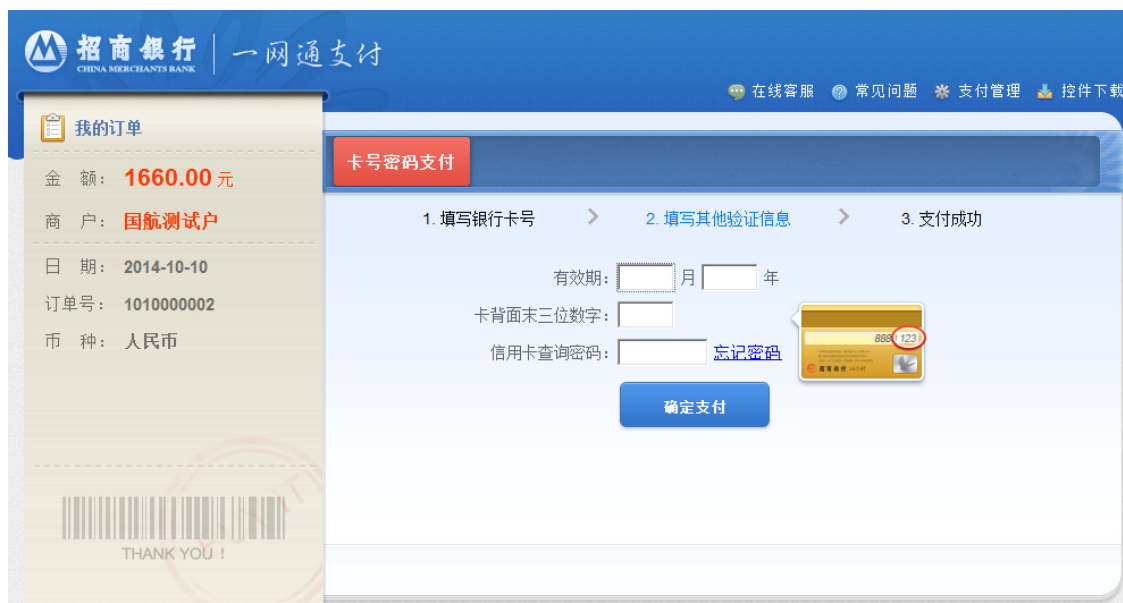 招商银行 一网通支付
CHINA MERCHANTS BANK
在线客服 常见问题 支付管理 控件下载
我的订单
金 额: 1660.00 元
商 户: 国航测试户
日 期: 2014-10-10
订单号: 1010000002
币 种: 人民币
THANK YOU !
卡号密码支付
1. 填写银行卡号 2. 填写其他验证信息 3. 支付成功
有效期: 月 年
卡背面末三位数字:
信用卡查询密码: 忘记密码
888 123
招商银行
确定支付